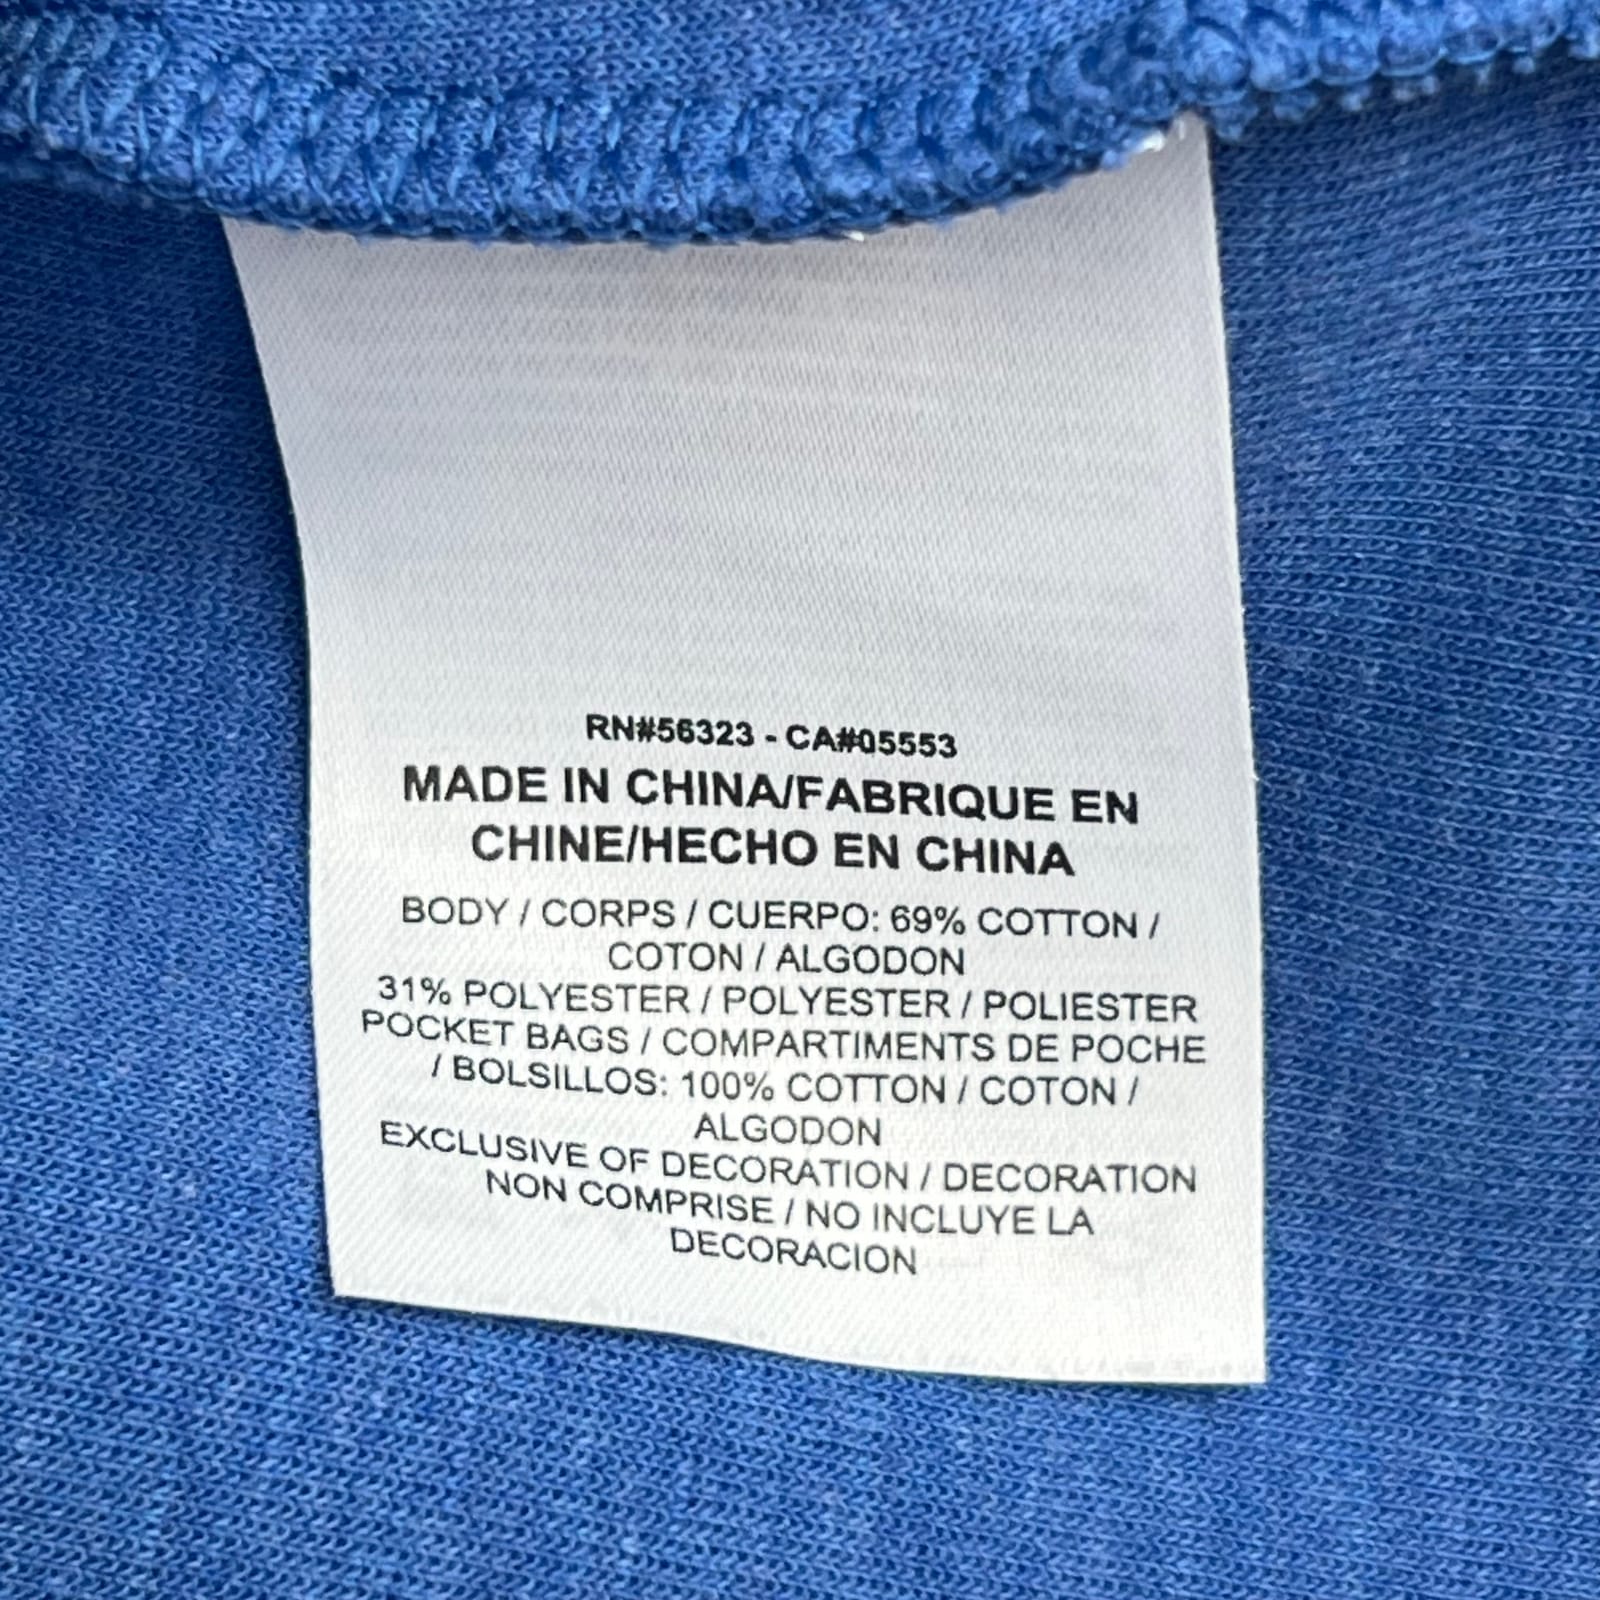 RN#56323 - CA#05553
MADE IN CHINA/FABRIQUE EN
CHINE/HECHO EN CHINA
BODY / CORPS / CUERPO: 69% COTTON /
COTON / ALGODON
31% POLYESTER / POLYESTER / POLIESTER
POCKET BAGS / COMPARTIMENTS DE POCHE
/ BOLSILLOS: 100% COTTON / COTON /
ALGODON
EXCLUSIVE OF DECORATION / DECORATION
NON COMPRISE / NO INCLUYE LA
DECORACION